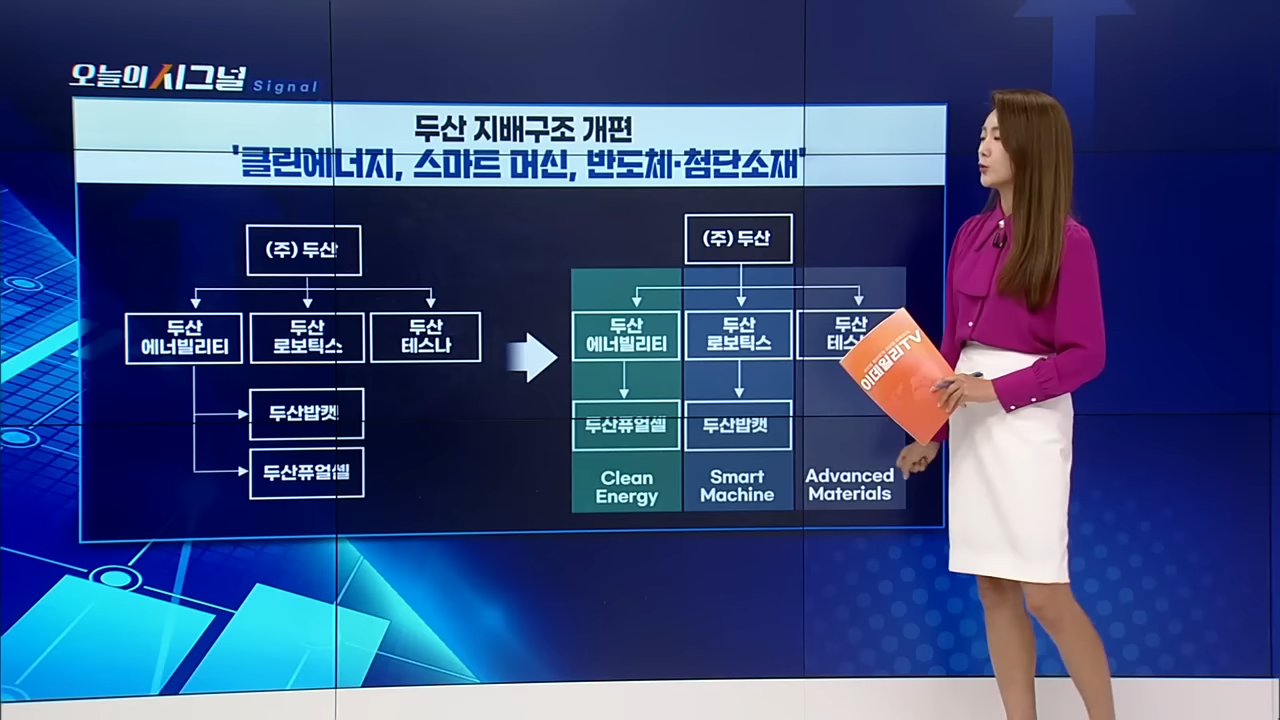 오늘의 시그널 Signal
두산 지배구조 개편
'클린에너지, 스마트 머신, 반도체·첨단소재'
(주) 두산
두산
에너빌리티
두산
로보틱스
두산
테스나
두산밥캣
두산퓨얼셀
(주) 두산
두산
에너빌리티
두산
로보틱스
두산
두산퓨얼셀
두산밥캣
Clean
Energy
Smart
Machine
Advanced
Materials
이데일리TV